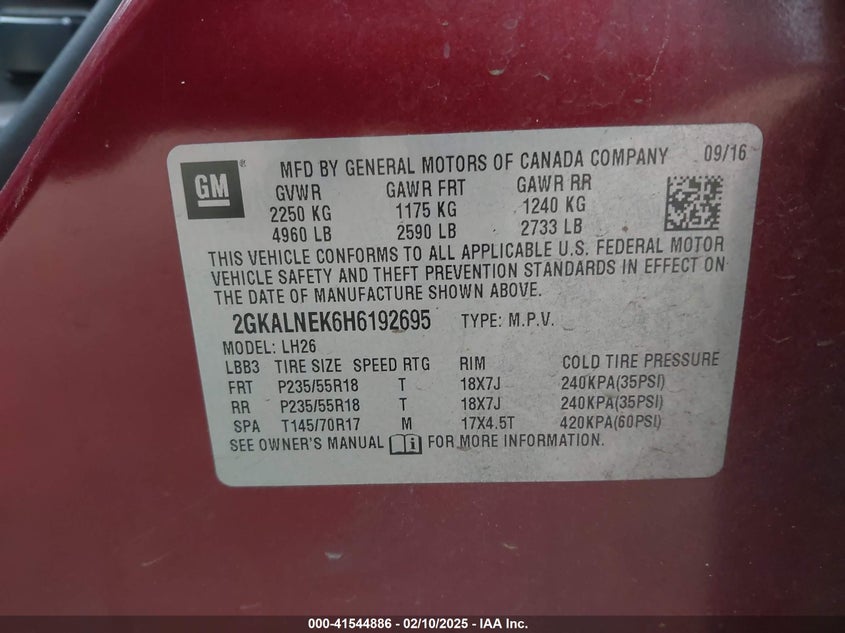 GM ® MFD BY GENERAL MOTORS OF CANADA COMPANY 09/16
GVWR GAWR FRT GAWR RR
2250 KG 1175 KG 1240 KG
4960 LB 2590 LB 2733 LB
THIS VEHICLE CONFORMS TO ALL APPLICABLE U.S. FEDERAL MOTOR
VEHICLE SAFETY AND THEFT PREVENTION STANDARDS IN EFFECT ON
THE DATE OF MANUFACTURE SHOWN ABOVE.
2GKALNEK6H6192695 TYPE: M.P.V.
MODEL: LH26
LBB3 TIRE SIZE SPEED RTG RIM COLD TIRE PRESSURE
FRT P235/55R18 T 18X7J 240KPA(35PSI)
RR P235/55R18 T 18X7J 240KPA(35PSI)
SPA T145/70R17 M 17X4.5T 420KPA(60PSI)
SEE OWNER'S MANUAL i FOR MORE INFORMATION.
000-41544886 - 02/10/2025 - IAA Inc.